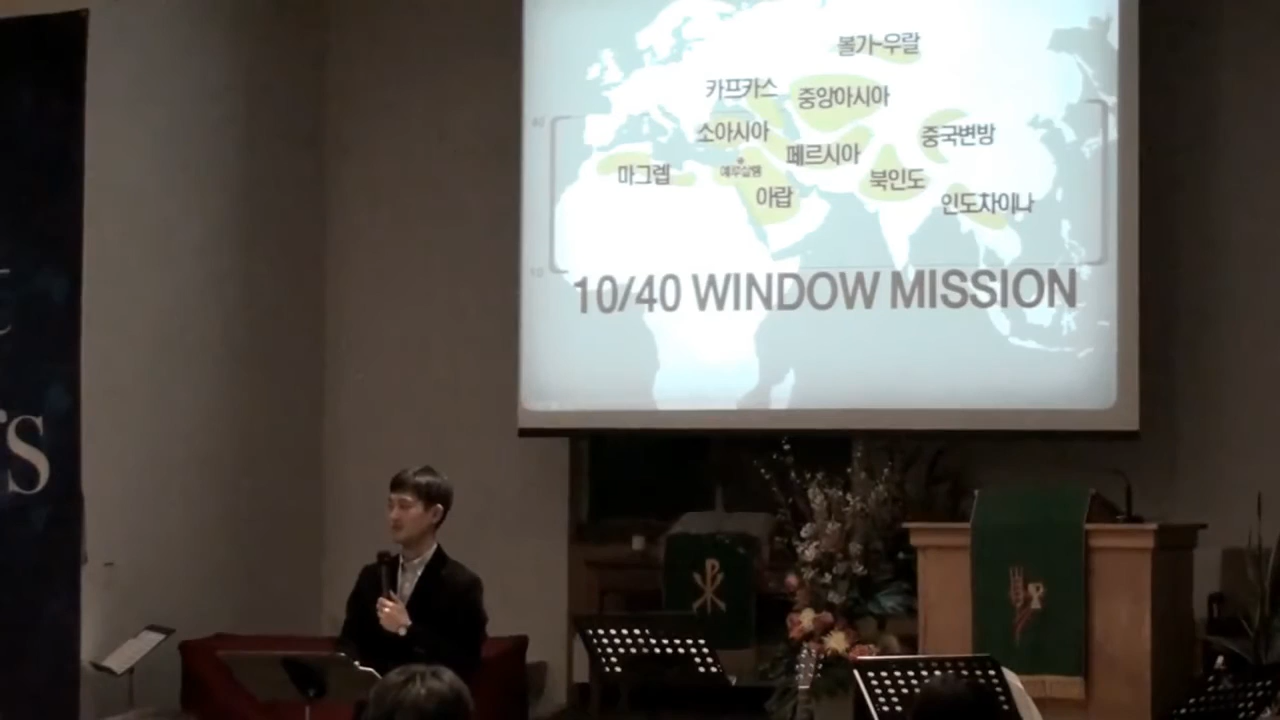 볼가-우랄
카프카스
중앙아시아
소아시아
중국변방
페르시아
예루살렘
마그렙
북인도
아랍
인도차이나
10/40 WINDOW MISSION